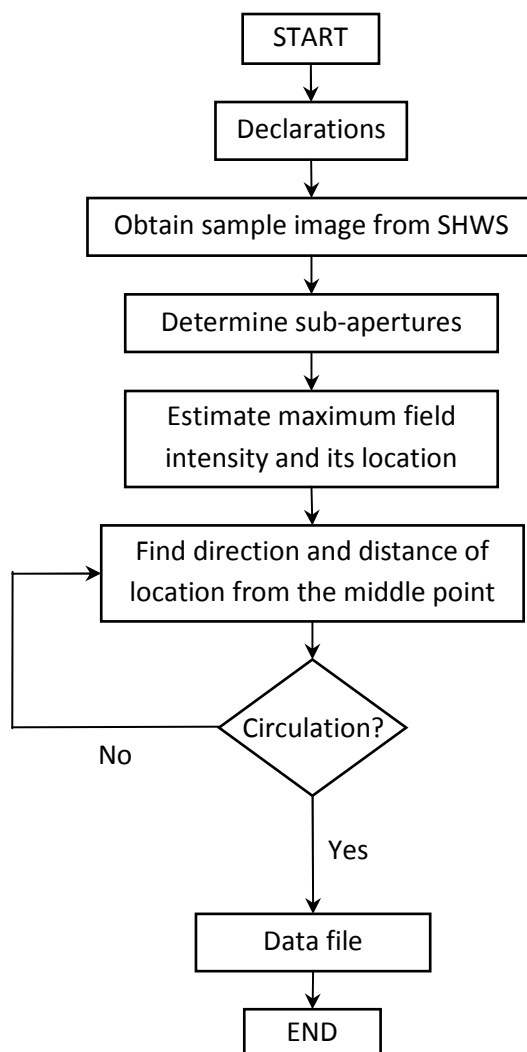 START
Declarations
Obtain sample image from SHWS
Determine sub-apertures
Estimate maximum field
intensity and its location
Find direction and distance of
location from the middle point
Circulation?
No
Yes
Data file
END